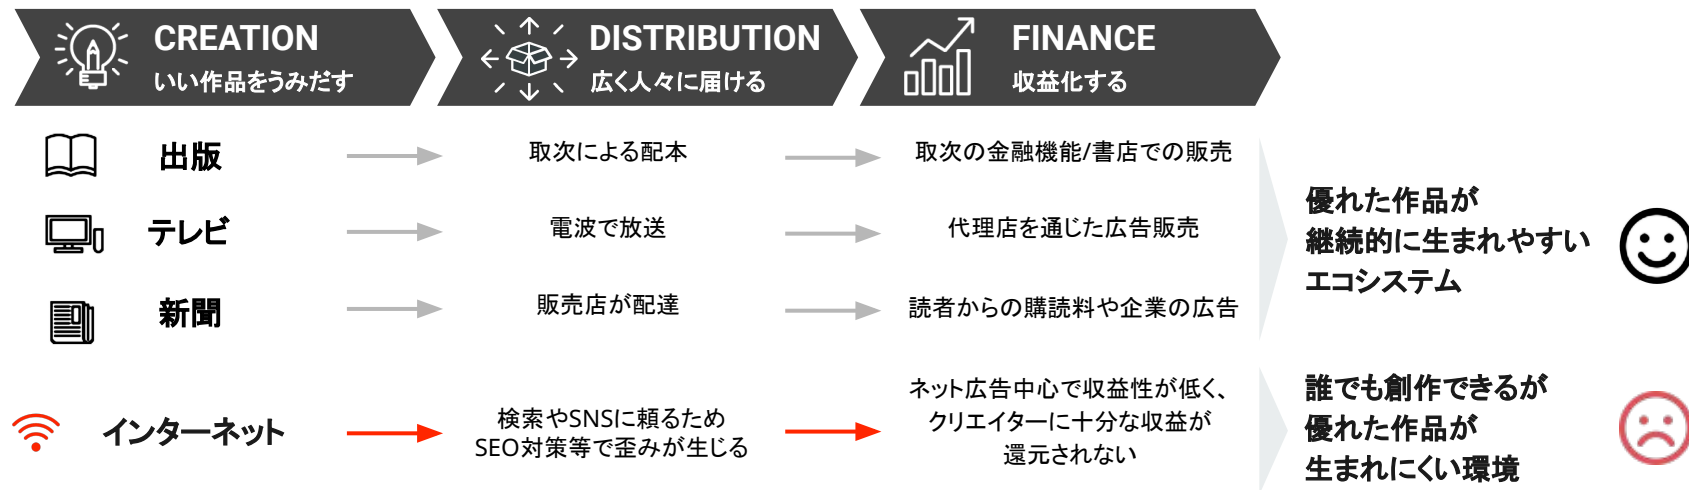 CREATION
いい作品をうみだす
DISTRIBUTION
広く人々に届ける
FINANCE
収益化する
出版
取次による配本
取次の金融機能/書店での販売
テレビ
電波で放送
代理店を通じた広告販売
新聞
販売店が配達
読者からの購読料や企業の広告
優れた作品が
継続的に生まれやすい
エコシステム
インターネット
検索やSNSに頼るため
SEO対策等で歪みが生じる
ネット広告中心で収益性が低く、
クリエイターに十分な収益が
還元されない
誰でも創作できるが
優れた作品が
生まれにくい環境